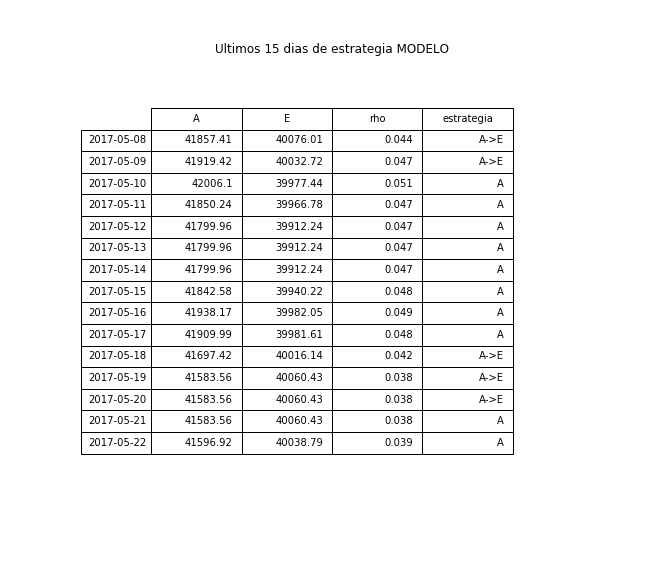 Ultimos 15 dias de estrategia MODELO
A E rho estrategia
2017-05-08 41857.41 40076.01 0.044 A->E
2017-05-09 41919.42 40032.72 0.047 A->E
2017-05-10 42006.1 39977.44 0.051 A
2017-05-11 41850.24 39966.78 0.047 A
2017-05-12 41799.96 39912.24 0.047 A
2017-05-13 41799.96 39912.24 0.047 A
2017-05-14 41799.96 39912.24 0.047 A
2017-05-15 41842.58 39940.22 0.048 A
2017-05-16 41938.17 39982.05 0.049 A
2017-05-17 41909.99 39981.61 0.048 A
2017-05-18 41697.42 40016.14 0.042 A->E
2017-05-19 41583.56 40060.43 0.038 A->E
2017-05-20 41583.56 40060.43 0.038 A->E
2017-05-21 41583.56 40060.43 0.038 A
2017-05-22 41596.92 40038.79 0.039 A